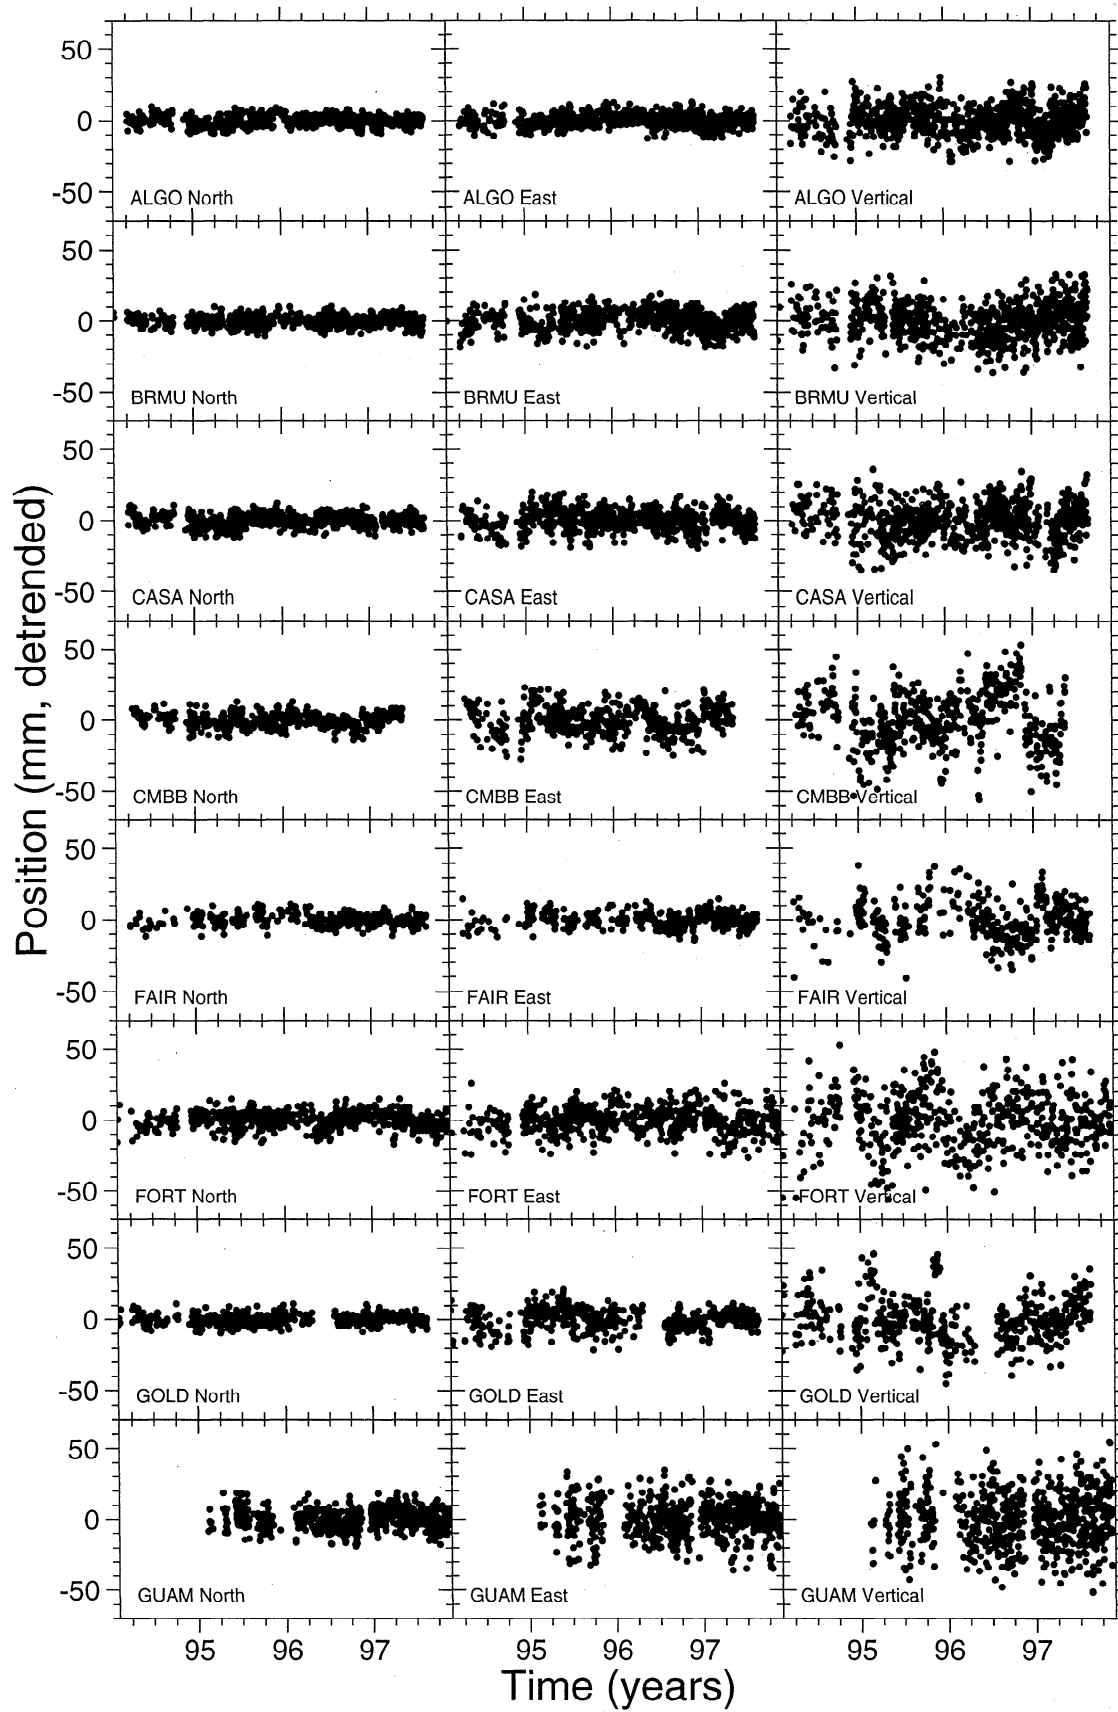 50
0
-50
ALGO North
ALGO East
ALGO Vertical
50
0
-50
BRMU North
BRMU East
BRMU Vertical
50
0
-50
CASA North
CASA East
CASA Vertical
50
0
-50
CMBB North
CMBB East
CMBB Vertical
50
0
-50
FAIR North
FAIR East
FAIR Vertical
50
0
-50
FORT North
FORT East
FORT Vertical
50
0
-50
GOLD North
GOLD East
GOLD Vertical
50
0
-50
GUAM North
GUAM East
GUAM Vertical
95 96 97 95 96 97 95 96 97
Time (years)
Position (mm, detrended)